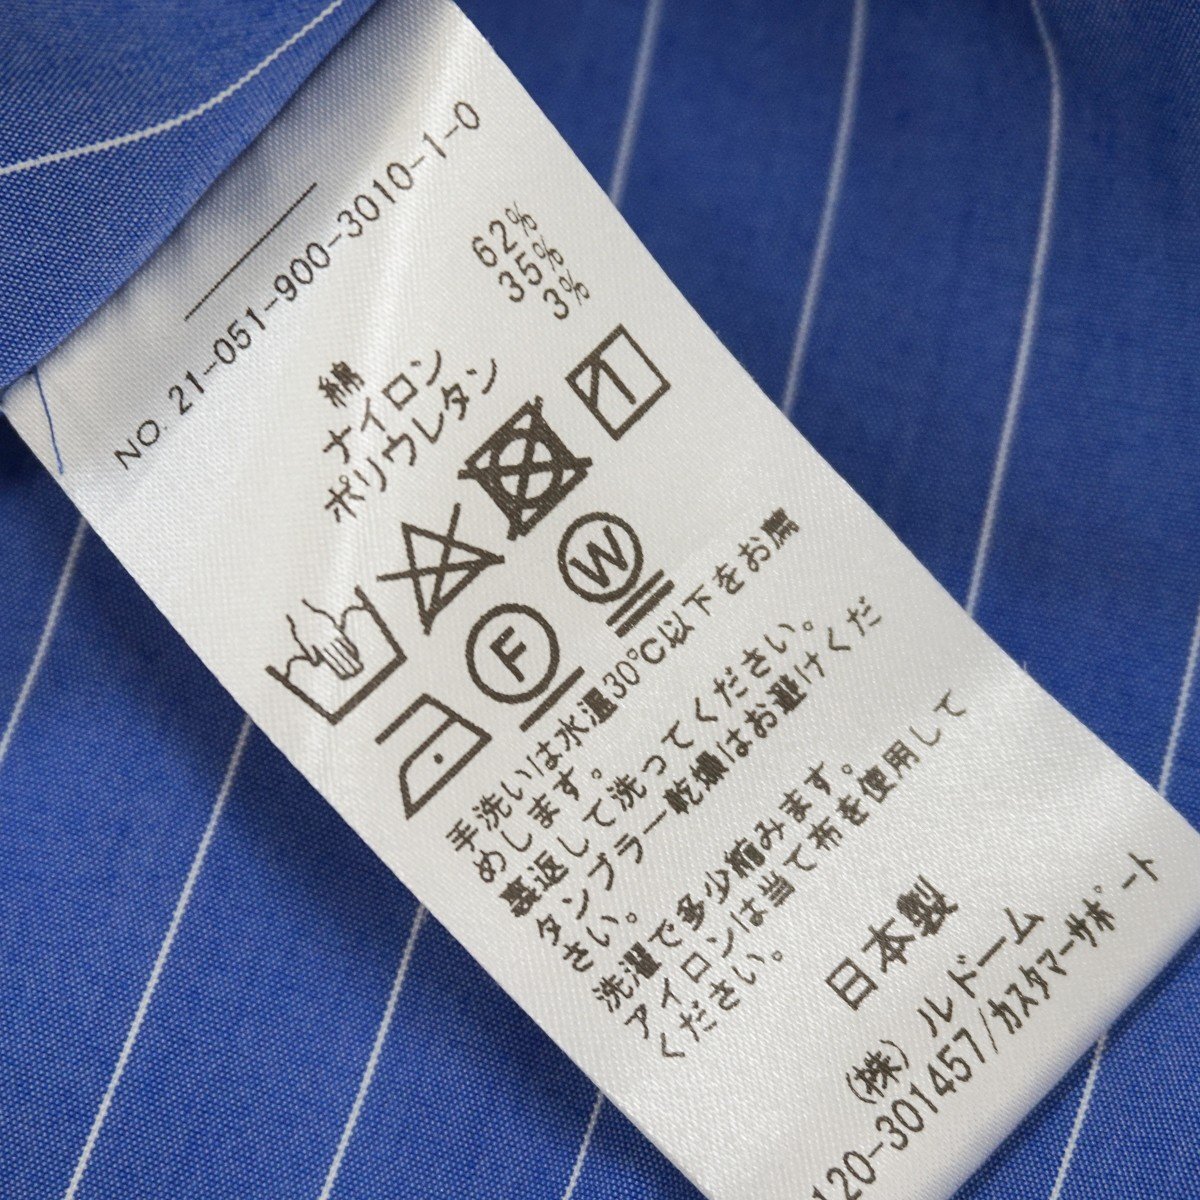 NO. 21-051-900-3010-1-0
綿 62%
ナイロン 35%
ポリウレタン 3%
F
W
手洗いは水温30℃以下をお薦
めします。
裏返して洗ってください。
タンブラー乾燥はお避けくだ
さい。
洗濯で多少縮みます。
アイロンは当て布を使用して
ください。
日本製
(株) ルドーム
120-301457/カスタマーサポート